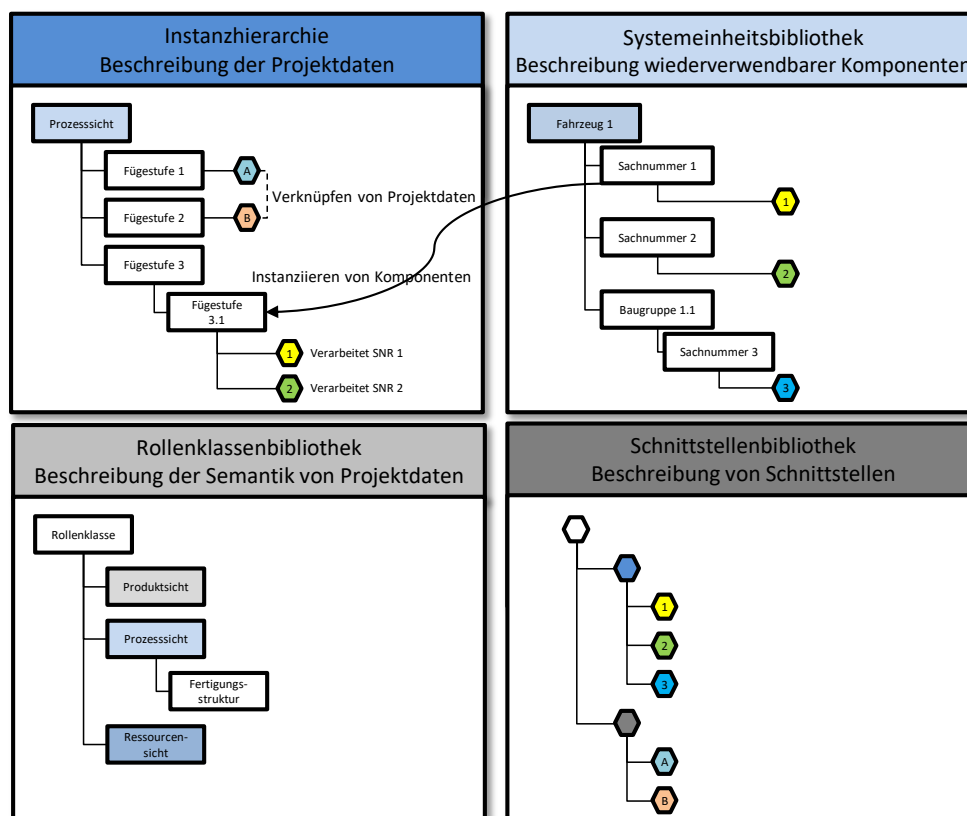 Instanzhierarchie
Beschreibung der Projektdaten
Prozesssicht
Fügestufe 1
A
Verknüpfen von Projektdaten
Fügestufe 2
B
Fügestufe 3
Instanziieren von Komponenten
Fügestufe
3.1
1
Verarbeitet SNR 1
2
Verarbeitet SNR 2
Systemeinheitsbibliothek
Beschreibung wiederverwendbarer Komponenten
Fahrzeug 1
Sachnummer 1
1
Sachnummer 2
2
Baugruppe 1.1
Sachnummer 3
3
Rollenklassenbibliothek
Beschreibung der Semantik von Projektdaten
Rollenklasse
Produktsicht
Prozesssicht
Fertigungs-
struktur
Ressourcen-
sicht
Schnittstellenbibliothek
Beschreibung von Schnittstellen
1
2
3
A
B